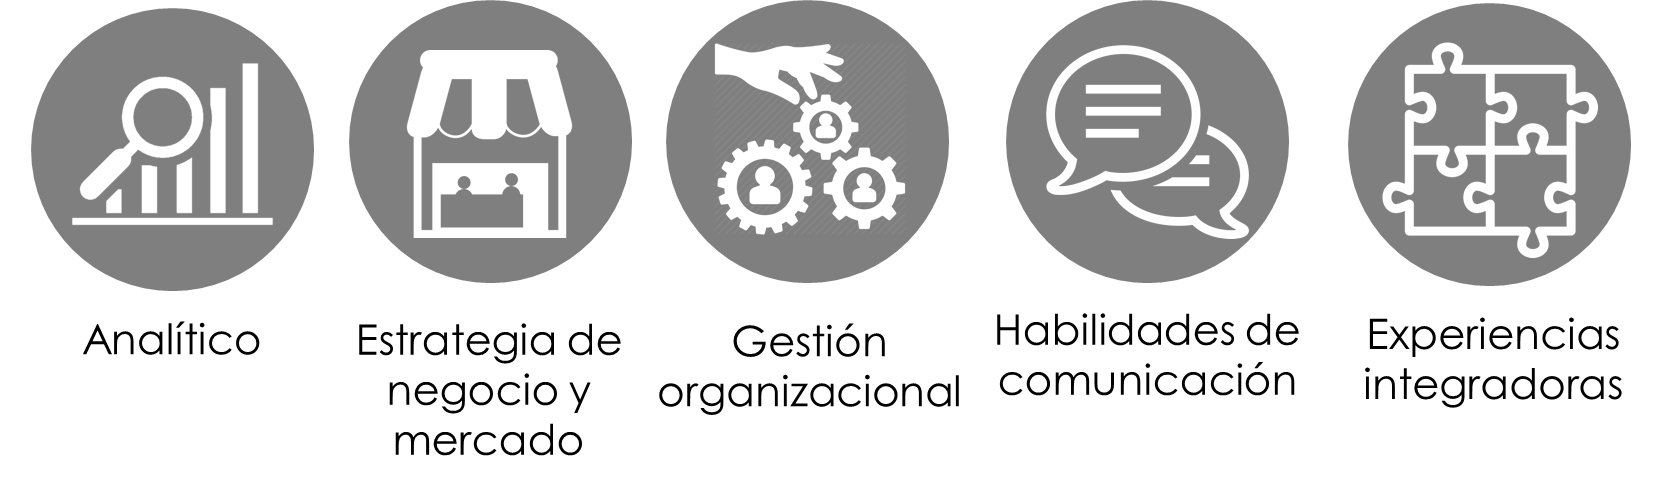 Analítico
Estrategia de
negocio y
mercado
Gestión
organizacional
Habilidades de
comunicación
Experiencias
integradoras